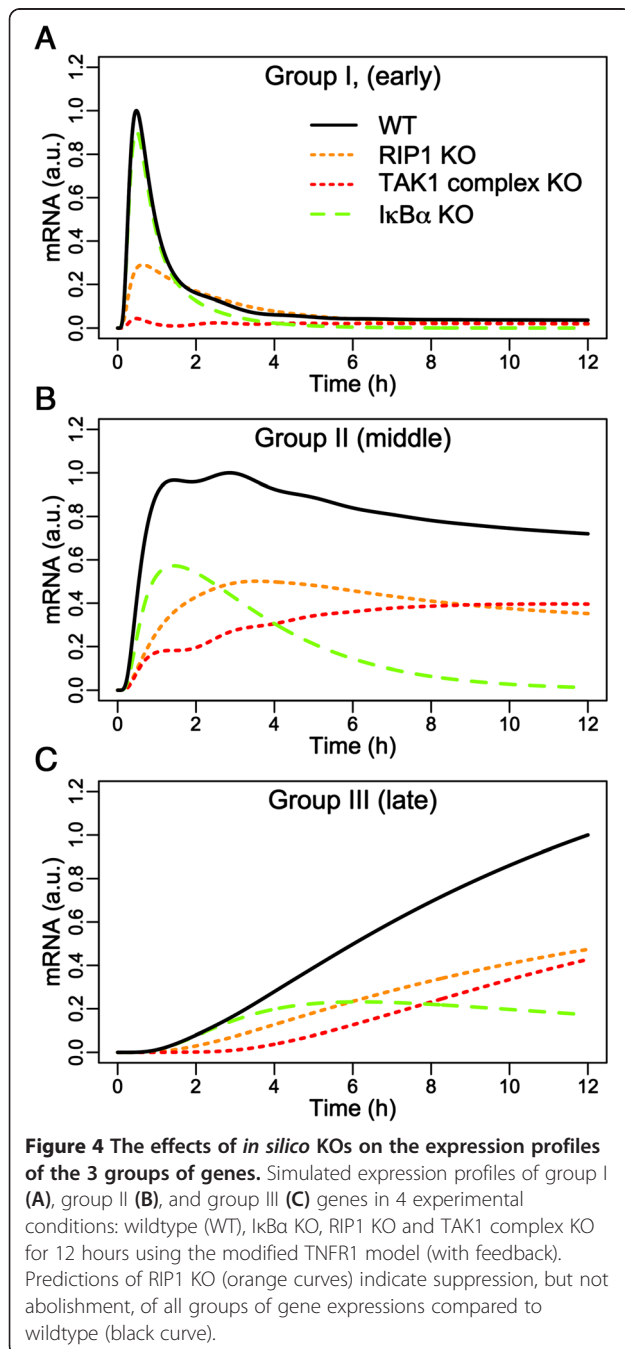 A
Group I, (early)
WT
RIP1 KO
TAK1 complex KO
IκBα KO
mRNA (a.u.)
0.0 0.2 0.4 0.6 0.8 1.0 1.2
0 2 4 6 8 10 12
Time (h)
B
Group II (middle)
mRNA (a.u.)
0.0 0.2 0.4 0.6 0.8 1.0 1.2
0 2 4 6 8 10 12
Time (h)
C
Group III (late)
mRNA (a.u.)
0.0 0.2 0.4 0.6 0.8 1.0 1.2
0 2 4 6 8 10 12
Time (h)
Figure 4 The effects of in silico KOs on the expression profiles
of the 3 groups of genes. Simulated expression profiles of group I
(A), group II (B), and group III (C) genes in 4 experimental
conditions: wildtype (WT), IκBα KO, RIP1 KO and TAK1 complex KO
for 12 hours using the modified TNFR1 model (with feedback).
Predictions of RIP1 KO (orange curves) indicate suppression, but not
abolishment, of all groups of gene expressions compared to
wildtype (black curve).